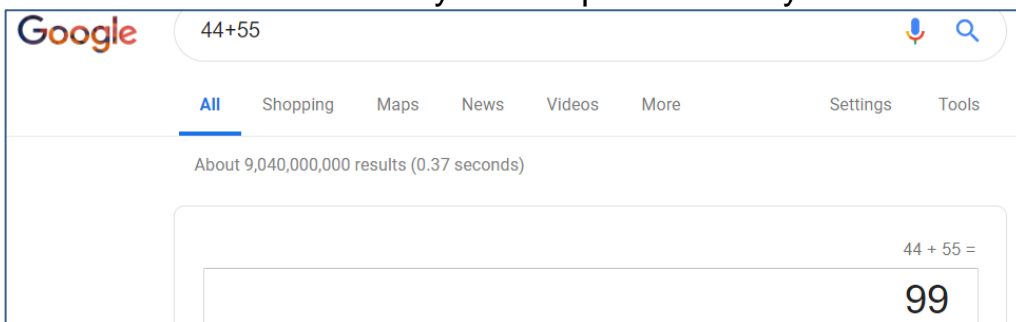 Google 44+55
All Shopping Maps News Videos More Settings Tools
About 9,040,000,000 results (0.37 seconds)
44 + 55 =
99